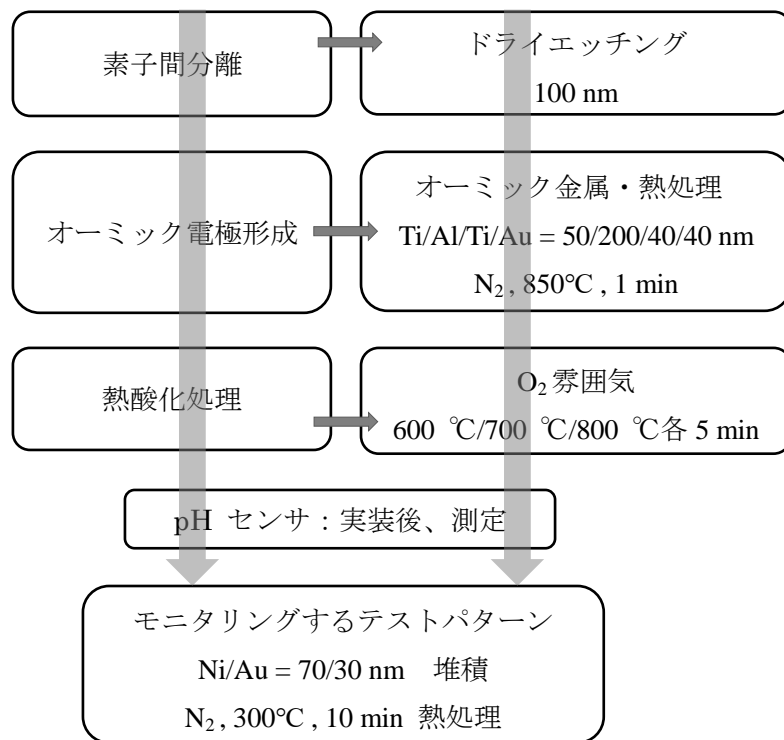 素子間分離
ドライエッチング
100 nm
オーミック電極形成
オーミック金属・熱処理
Ti/Al/Ti/Au = 50/200/40/40 nm
N₂ , 850℃ , 1 min
熱酸化処理
O₂ 雰囲気
600 ℃/700 ℃/800 ℃各 5 min
pH センサ：実装後、測定
モニタリングするテストパターン
Ni/Au = 70/30 nm　堆積
N₂ , 300℃ , 10 min 熱処理